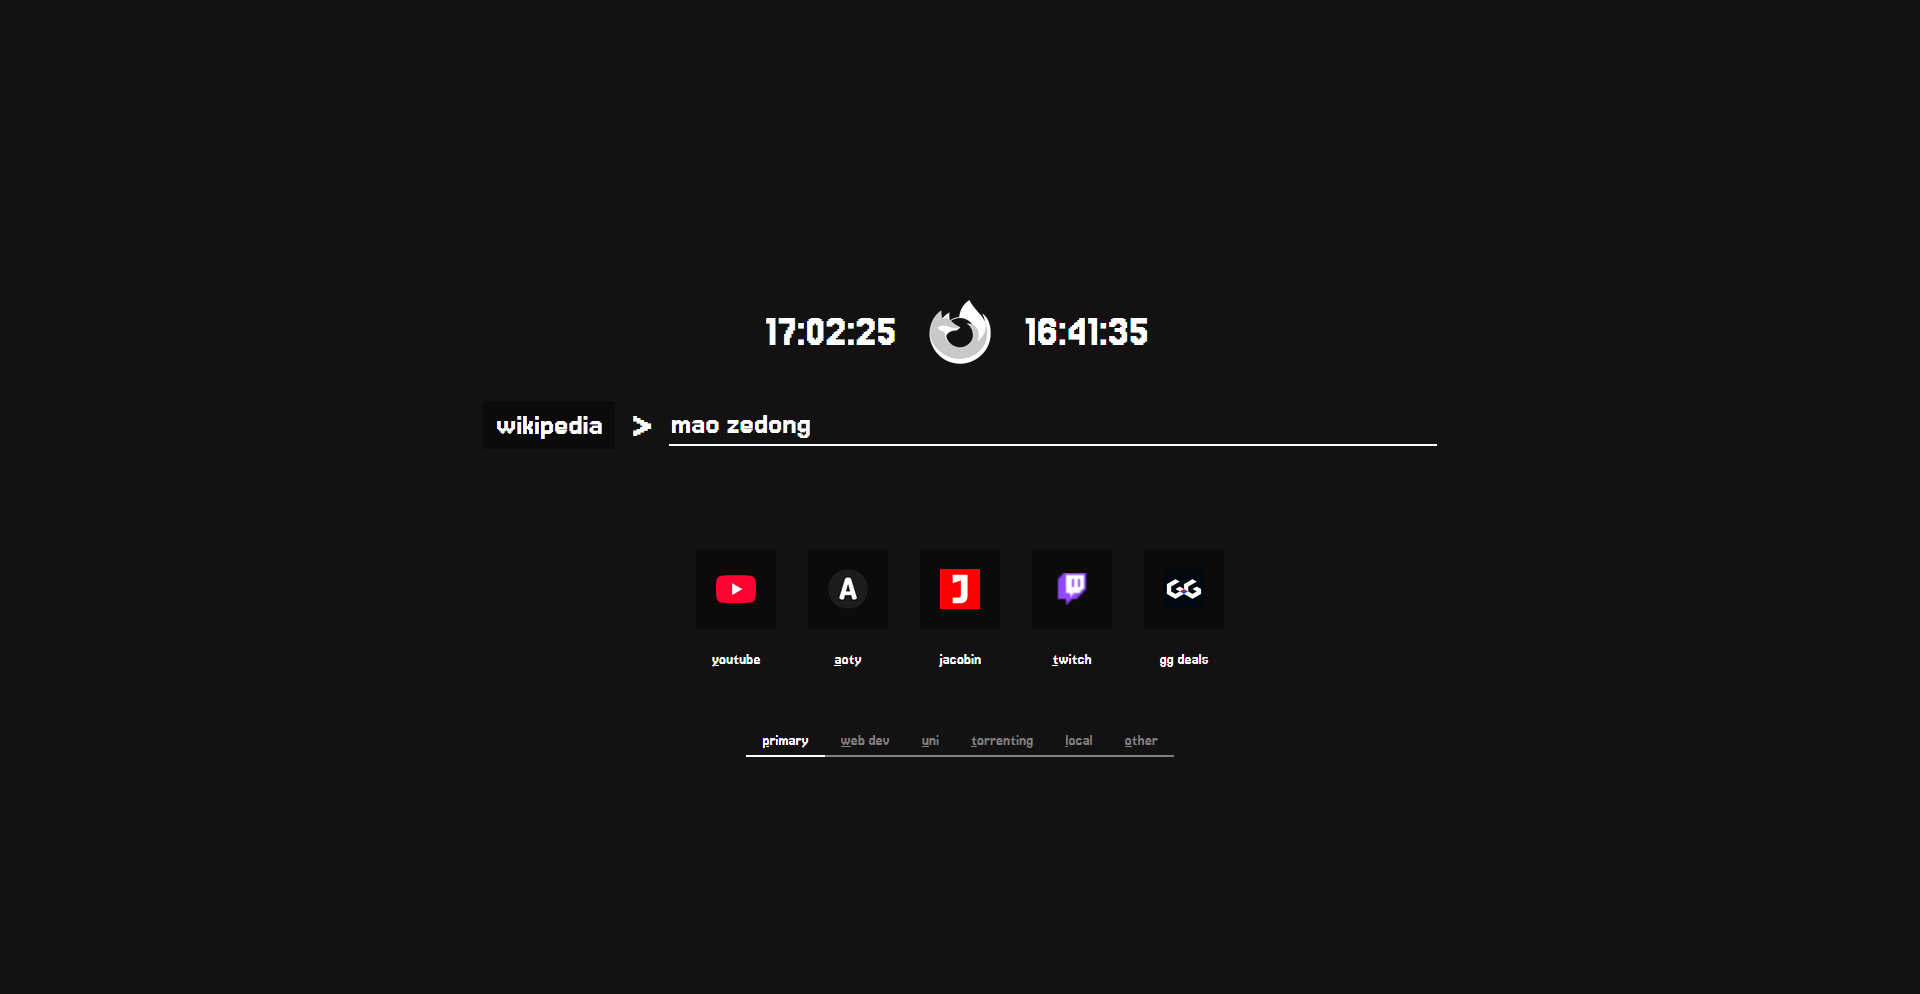 17:02:25 16:41:35
wikipedia > mao zedong
A J GG
youtube aoty jacobin twitch gg deals
primary web dev uni torrenting local other